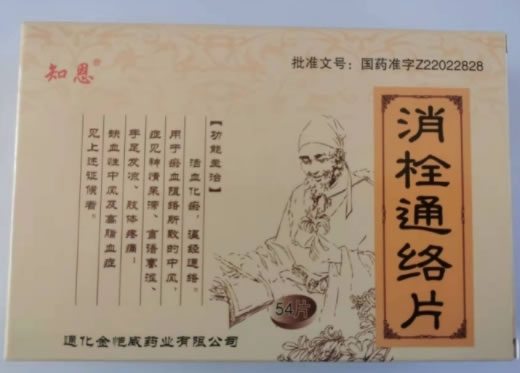 知恩®
批准文号：国药准字Z22022828
消栓通络片
【功能主治】
活血化瘀，温经通络。
用于瘀血阻络所致的中风，
症见神情呆滞、言语謇涩、
手足发凉、肢体疼痛；
缺血性中风及高脂血症
见上述证候者。
54片
通化金恺威药业有限公司